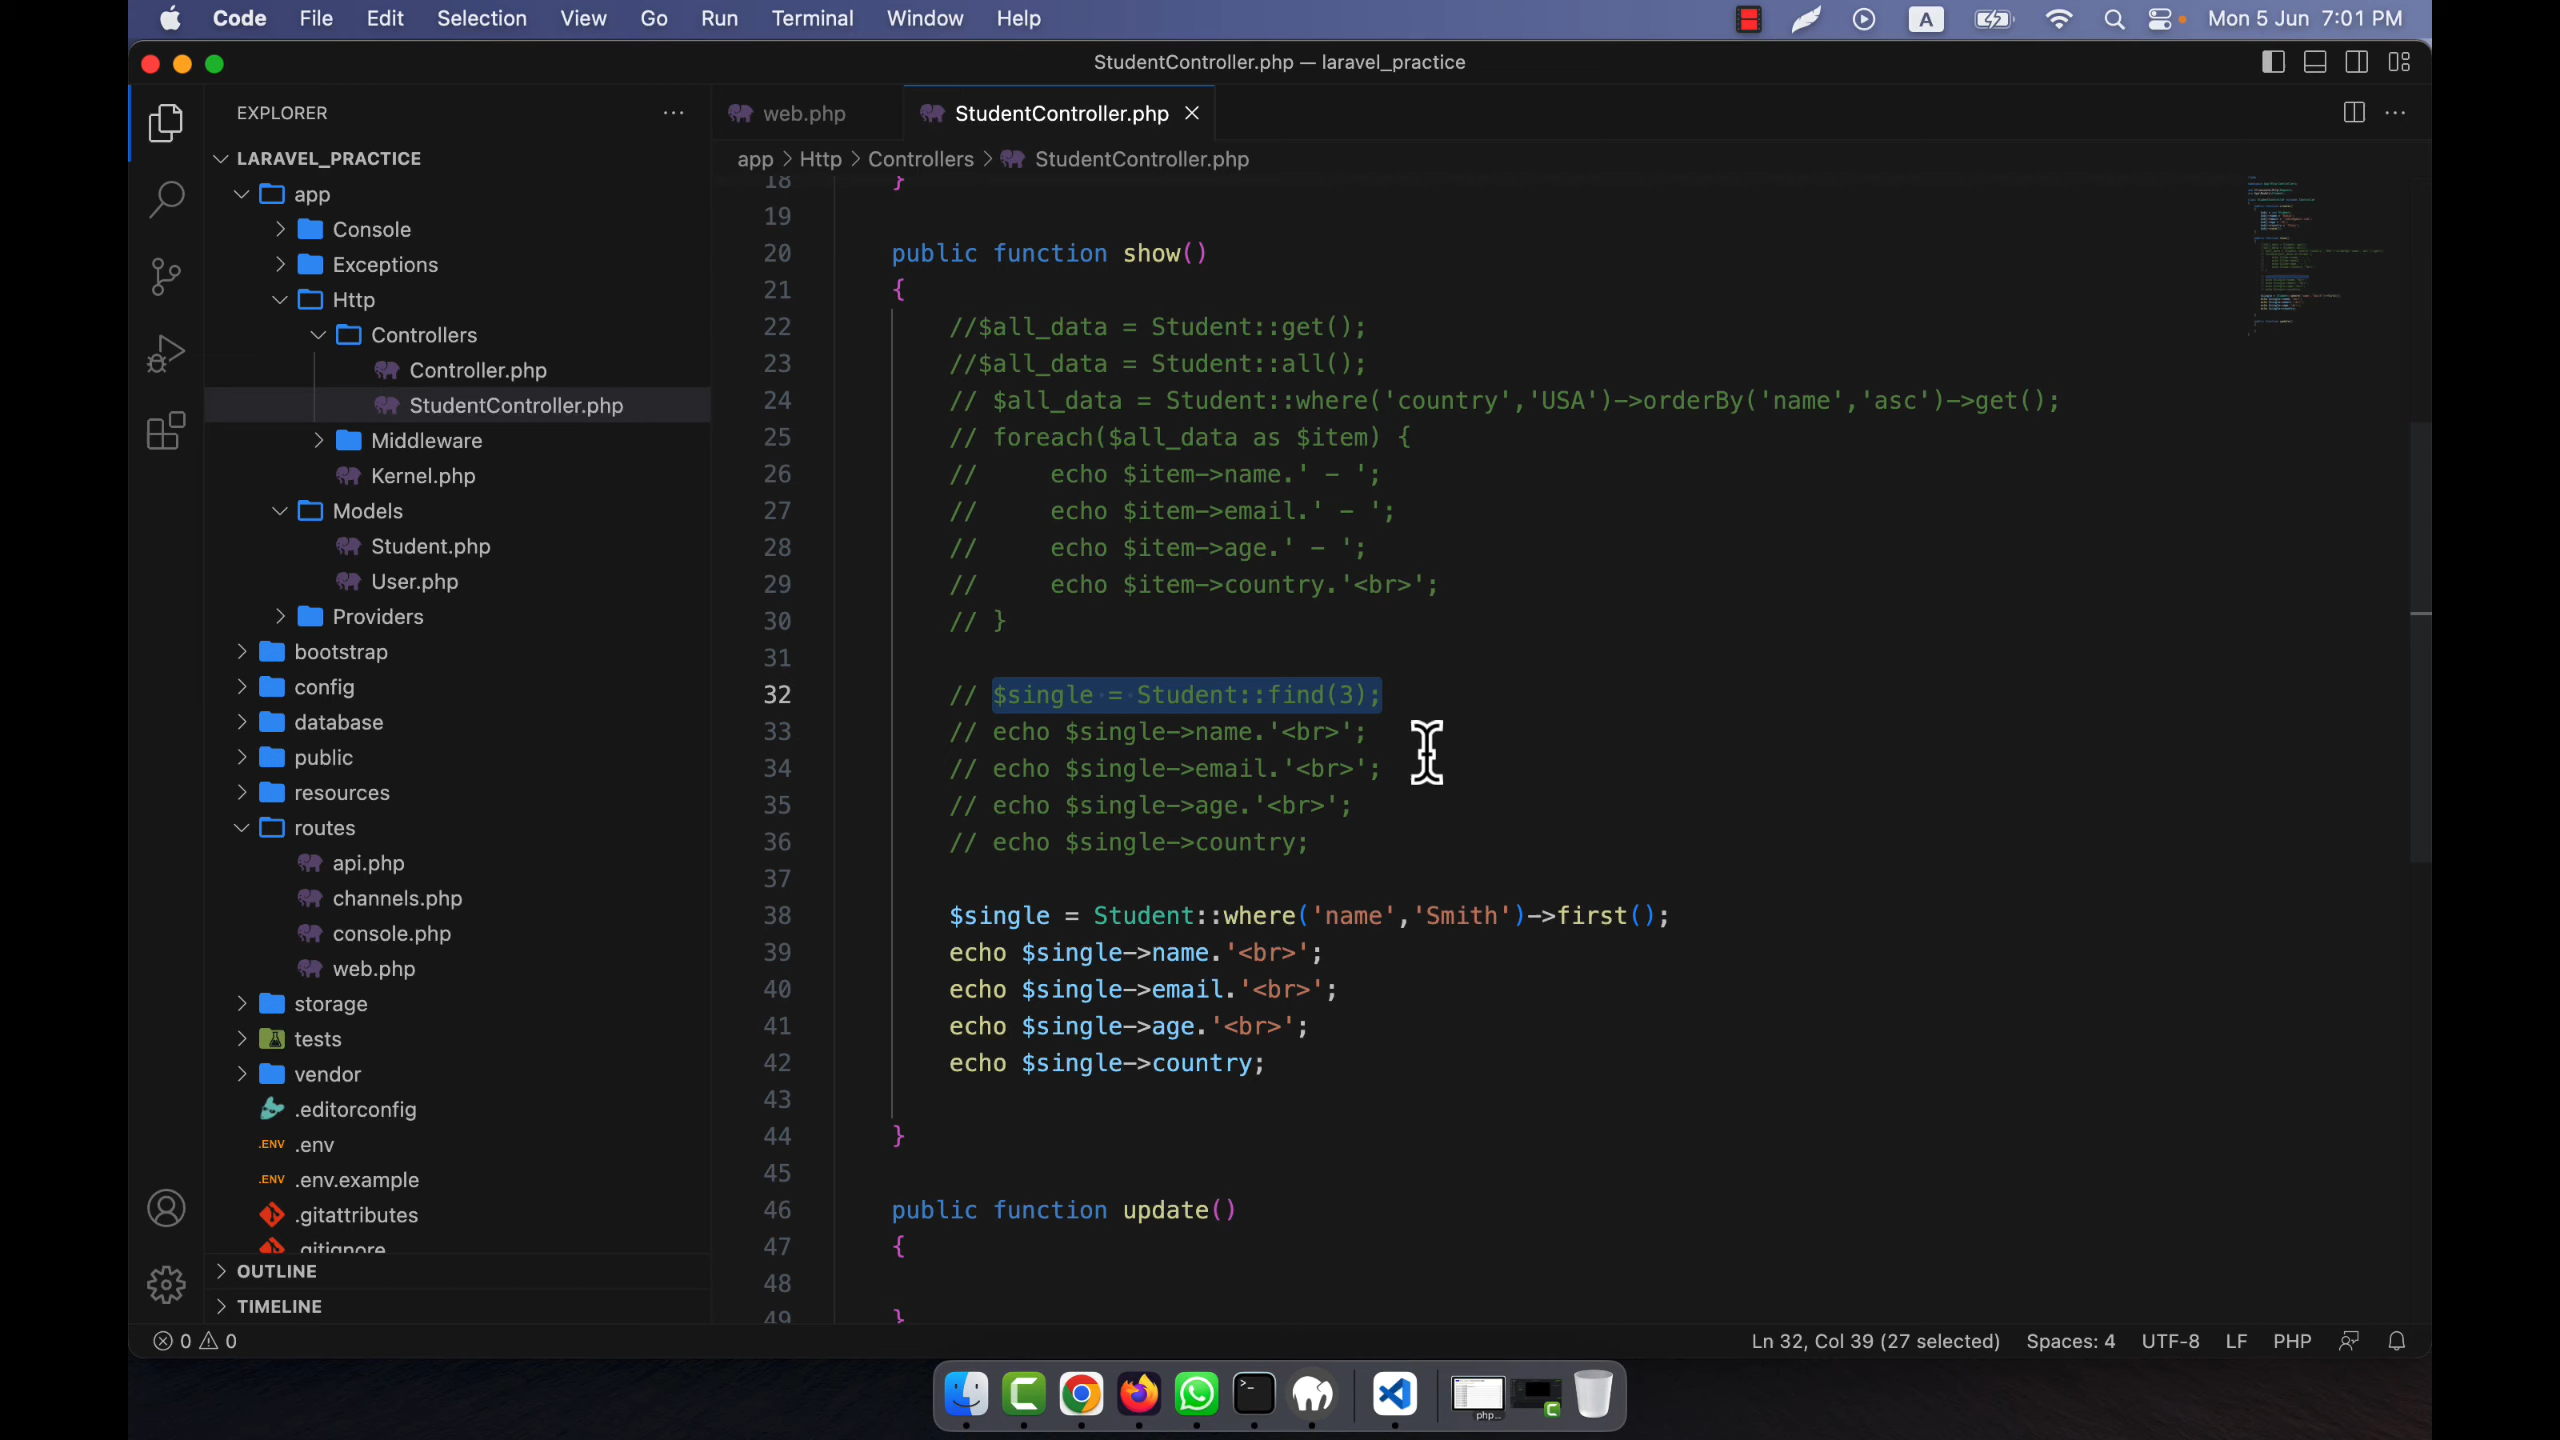 Code File Edit Selection View Go Run Terminal Window Help A Mon 5 Jun 7:01 PM
StudentController.php — laravel_practice
EXPLORER
web.php StudentController.php
LARAVEL_PRACTICE
app > Http > Controllers > StudentController.php
app
Console
Exceptions
Http
Controllers
Controller.php
StudentController.php
Middleware
Kernel.php
Models
Student.php
User.php
Providers
bootstrap
config
database
public
resources
routes
api.php
channels.php
console.php
web.php
storage
tests
vendor
.editorconfig
.ENV .env
.ENV .env.example
.gitattributes
.gitignore
OUTLINE
TIMELINE
18 }
19
20 public function show()
21 {
22 //$all_data = Student::get();
23 //$all_data = Student::all();
24 // $all_data = Student::where('country','USA')->orderBy('name','asc')->get();
25 // foreach($all_data as $item) {
26 // echo $item->name.' - ';
27 // echo $item->email.' - ';
28 // echo $item->age.' - ';
29 // echo $item->country.'<br>';
30 // }
31
32 // $single = Student::find(3);
33 // echo $single->name.'<br>';
34 // echo $single->email.'<br>';
35 // echo $single->age.'<br>';
36 // echo $single->country;
37
38 $single = Student::where('name','Smith')->first();
39 echo $single->name.'<br>';
40 echo $single->email.'<br>';
41 echo $single->age.'<br>';
42 echo $single->country;
43
44 }
45
46 public function update()
47 {
48
49 }
0 0 Ln 32, Col 39 (27 selected) Spaces: 4 UTF-8 LF PHP
php...